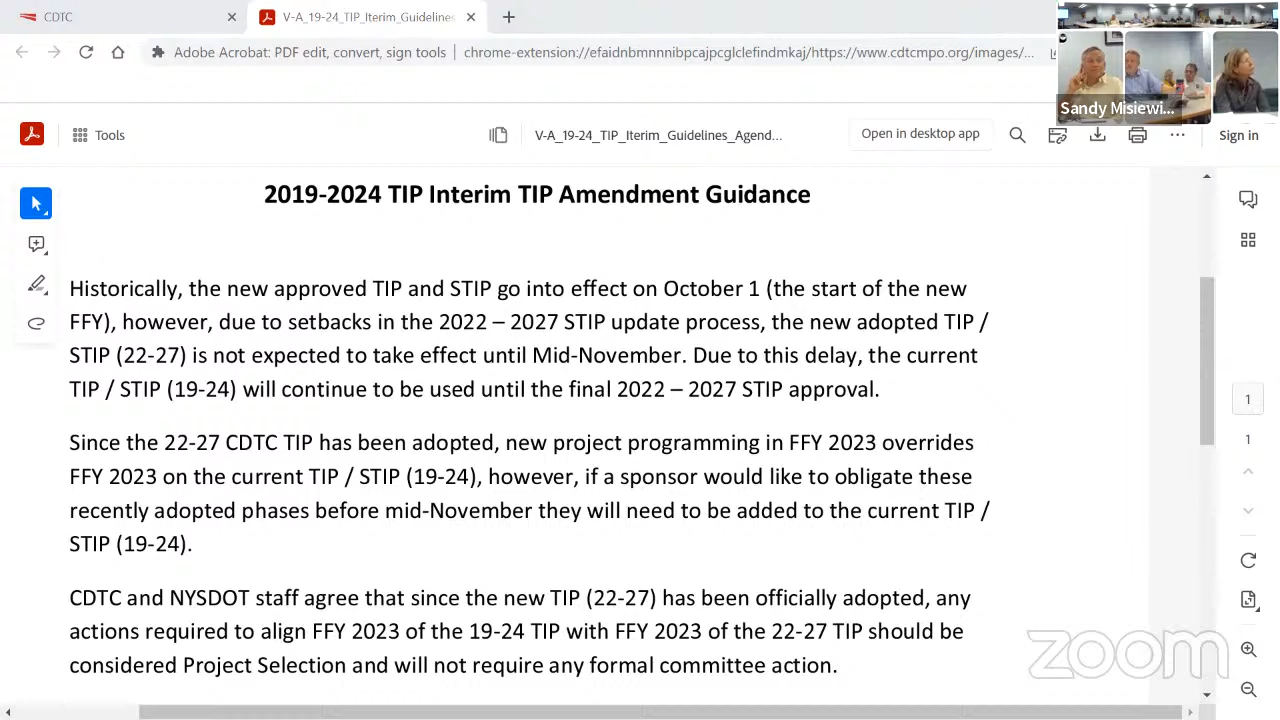 CDTC
V-A_19-24_TIP_Iterim_Guidelines
Adobe Acrobat: PDF edit, convert, sign tools
chrome-extension://efaidnbmnnnibpcajpcglclefindmkaj/https://www.cdtcmpo.org/images/...
Sandy Misiewi...
Tools
V-A_19-24_TIP_Iterim_Guidelines_Agend...
Open in desktop app
Sign in
2019-2024 TIP Interim TIP Amendment Guidance
Historically, the new approved TIP and STIP go into effect on October 1 (the start of the new
FFY), however, due to setbacks in the 2022 – 2027 STIP update process, the new adopted TIP /
STIP (22-27) is not expected to take effect until Mid-November. Due to this delay, the current
TIP / STIP (19-24) will continue to be used until the final 2022 – 2027 STIP approval.
Since the 22-27 CDTC TIP has been adopted, new project programming in FFY 2023 overrides
FFY 2023 on the current TIP / STIP (19-24), however, if a sponsor would like to obligate these
recently adopted phases before mid-November they will need to be added to the current TIP /
STIP (19-24).
CDTC and NYSDOT staff agree that since the new TIP (22-27) has been officially adopted, any
actions required to align FFY 2023 of the 19-24 TIP with FFY 2023 of the 22-27 TIP should be
considered Project Selection and will not require any formal committee action.
1
1
zoom